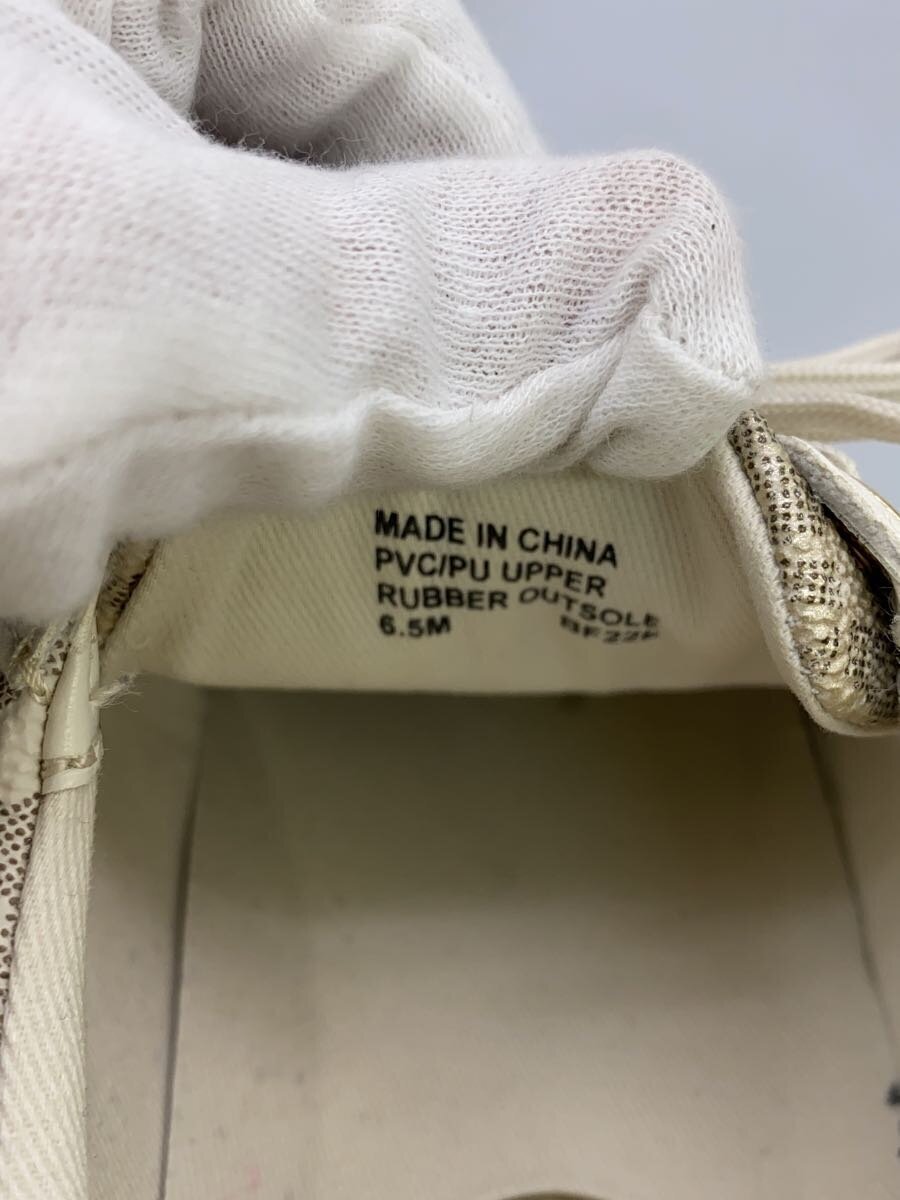 MADE IN CHINA
PVC/PU UPPER
RUBBER OUTSOLE
6.5M